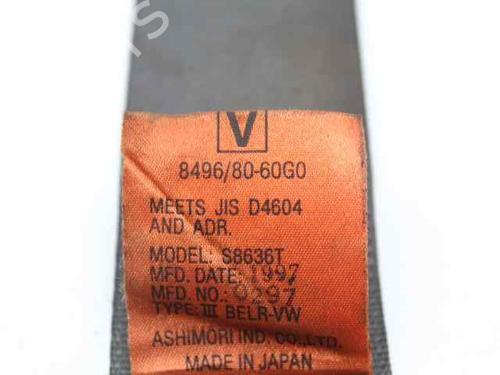 V
8496/80-60G0
MEETS JIS D4604
AND ADR.
MODEL: S8636T
MFD. DATE: 1997
MFD. NO.: 0297
TYPE: III BELR-VW
ASHIMORI IND. CO., LTD.
MADE IN JAPAN